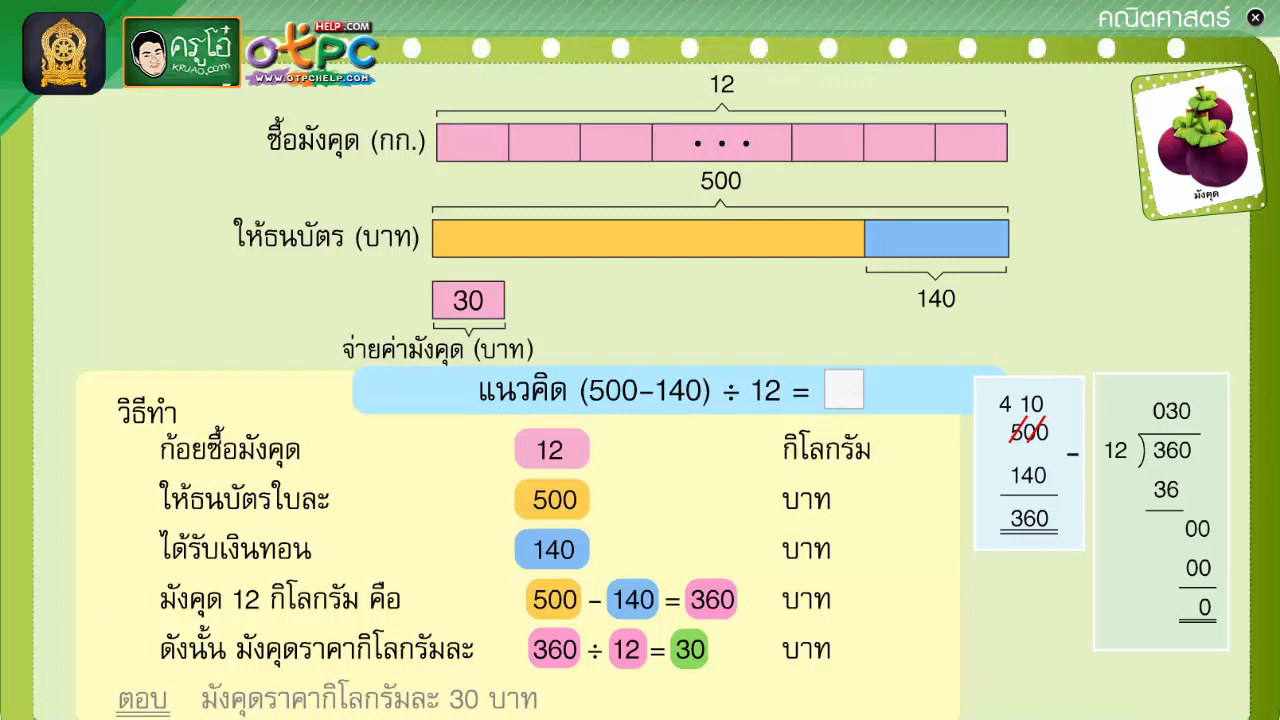 คณิตศาสตร์
ครูโอ๋
KRUAO.COM
HELP.COM
OTPC
WWW.OTPCHELP.COM
12
ซื้อมังคุด (กก.)
• • •
500
ให้ธนบัตร (บาท)
140
30
จ่ายค่ามังคุด (บาท)
มังคุด
แนวคิด (500-140) ÷ 12 =
วิธีทำ
ก้อยซื้อมังคุด 12 กิโลกรัม
ให้ธนบัตรใบละ 500 บาท
ได้รับเงินทอน 140 บาท
มังคุด 12 กิโลกรัม คือ 500 - 140 = 360 บาท
ดังนั้น มังคุดราคากิโลกรัมละ 360 ÷ 12 = 30 บาท
ตอบ มังคุดราคากิโลกรัมละ 30 บาท
4 10
500
-
140
360
030
12 ) 360
36
00
00
0